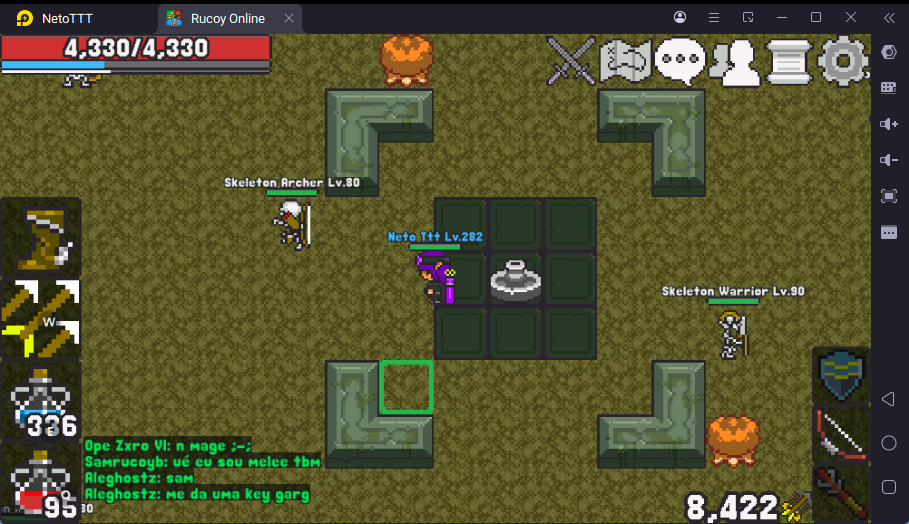 NetoTTT
Rucoy Online
4,330/4,330
Skeleton Archer Lv.80
Neto Ttt Lv.282
Skeleton Warrior Lv.90
W
336
Ope Zxro VI: n mage ;-;
Samrucoyb: vé eu sou melee tbm
Aleghostz: sam
Aleghostz: me da uma key garg
95
80
8,422